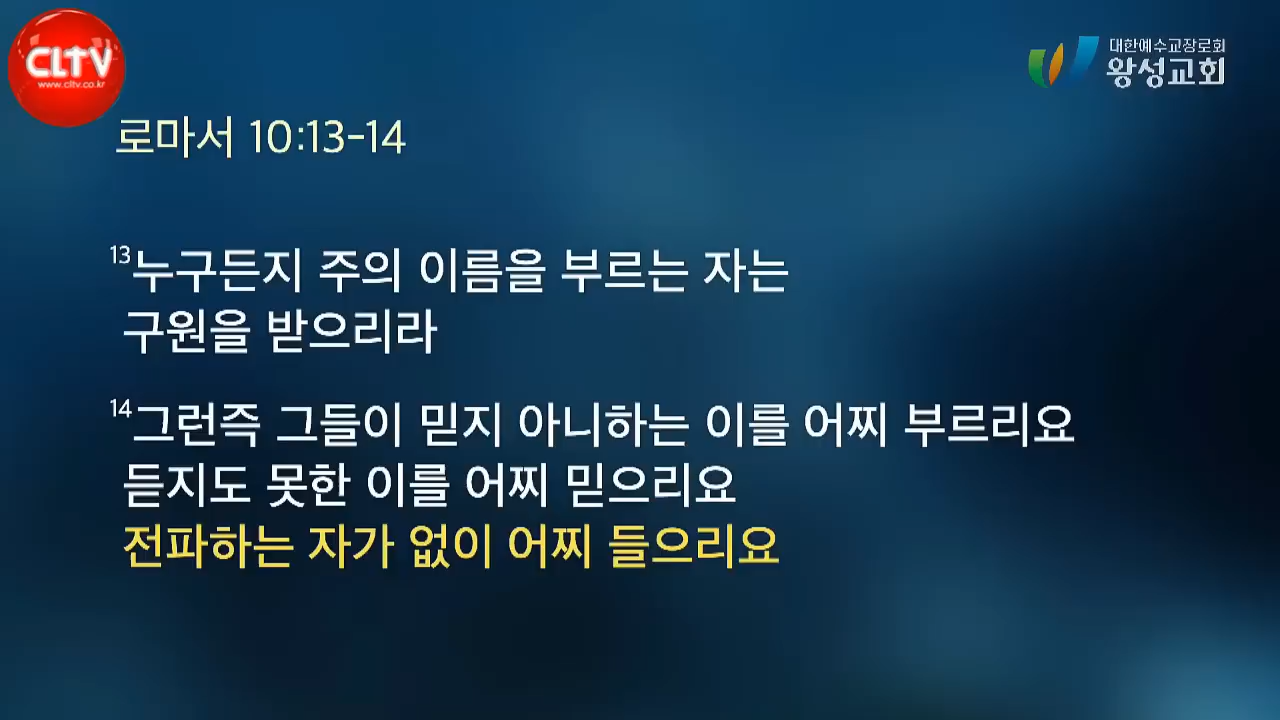 CLTV
www.cltv.co.kr
대한예수교장로회
왕성교회
로마서 10:13-14
13누구든지 주의 이름을 부르는 자는
구원을 받으리라
14그런즉 그들이 믿지 아니하는 이를 어찌 부르리요
듣지도 못한 이를 어찌 믿으리요
전파하는 자가 없이 어찌 들으리요